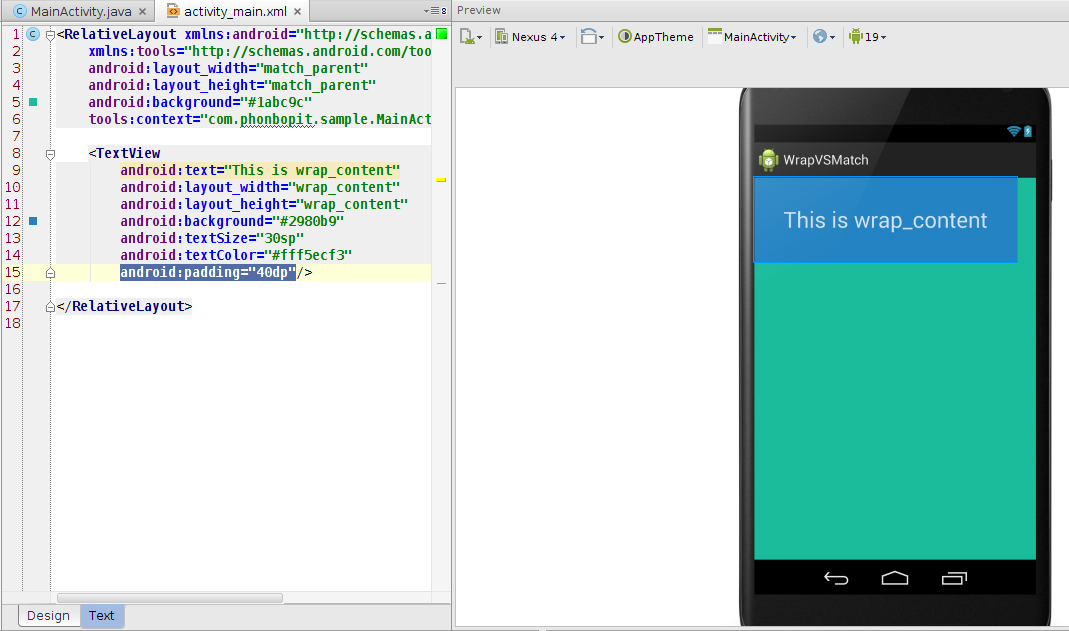 MainActivity.java
activity_main.xml
8
Preview
Nexus 4
AppTheme
MainActivity
19
1 C <RelativeLayout xmlns:android="http://schemas.a
2 xmlns:tools="http://schemas.android.com/too
3 android:layout_width="match_parent"
4 android:layout_height="match_parent"
5 android:background="#1abc9c"
6 tools:context="com.phonbopit.sample.MainAct
7
8 <TextView
9 android:text="This is wrap_content"
10 android:layout_width="wrap_content"
11 android:layout_height="wrap_content"
12 android:background="#2980b9"
13 android:textSize="30sp"
14 android:textColor="#fff5ecf3"
15 android:padding="40dp"/>
16
17 </RelativeLayout>
18
WrapVSMatch
This is wrap_content
Design Text